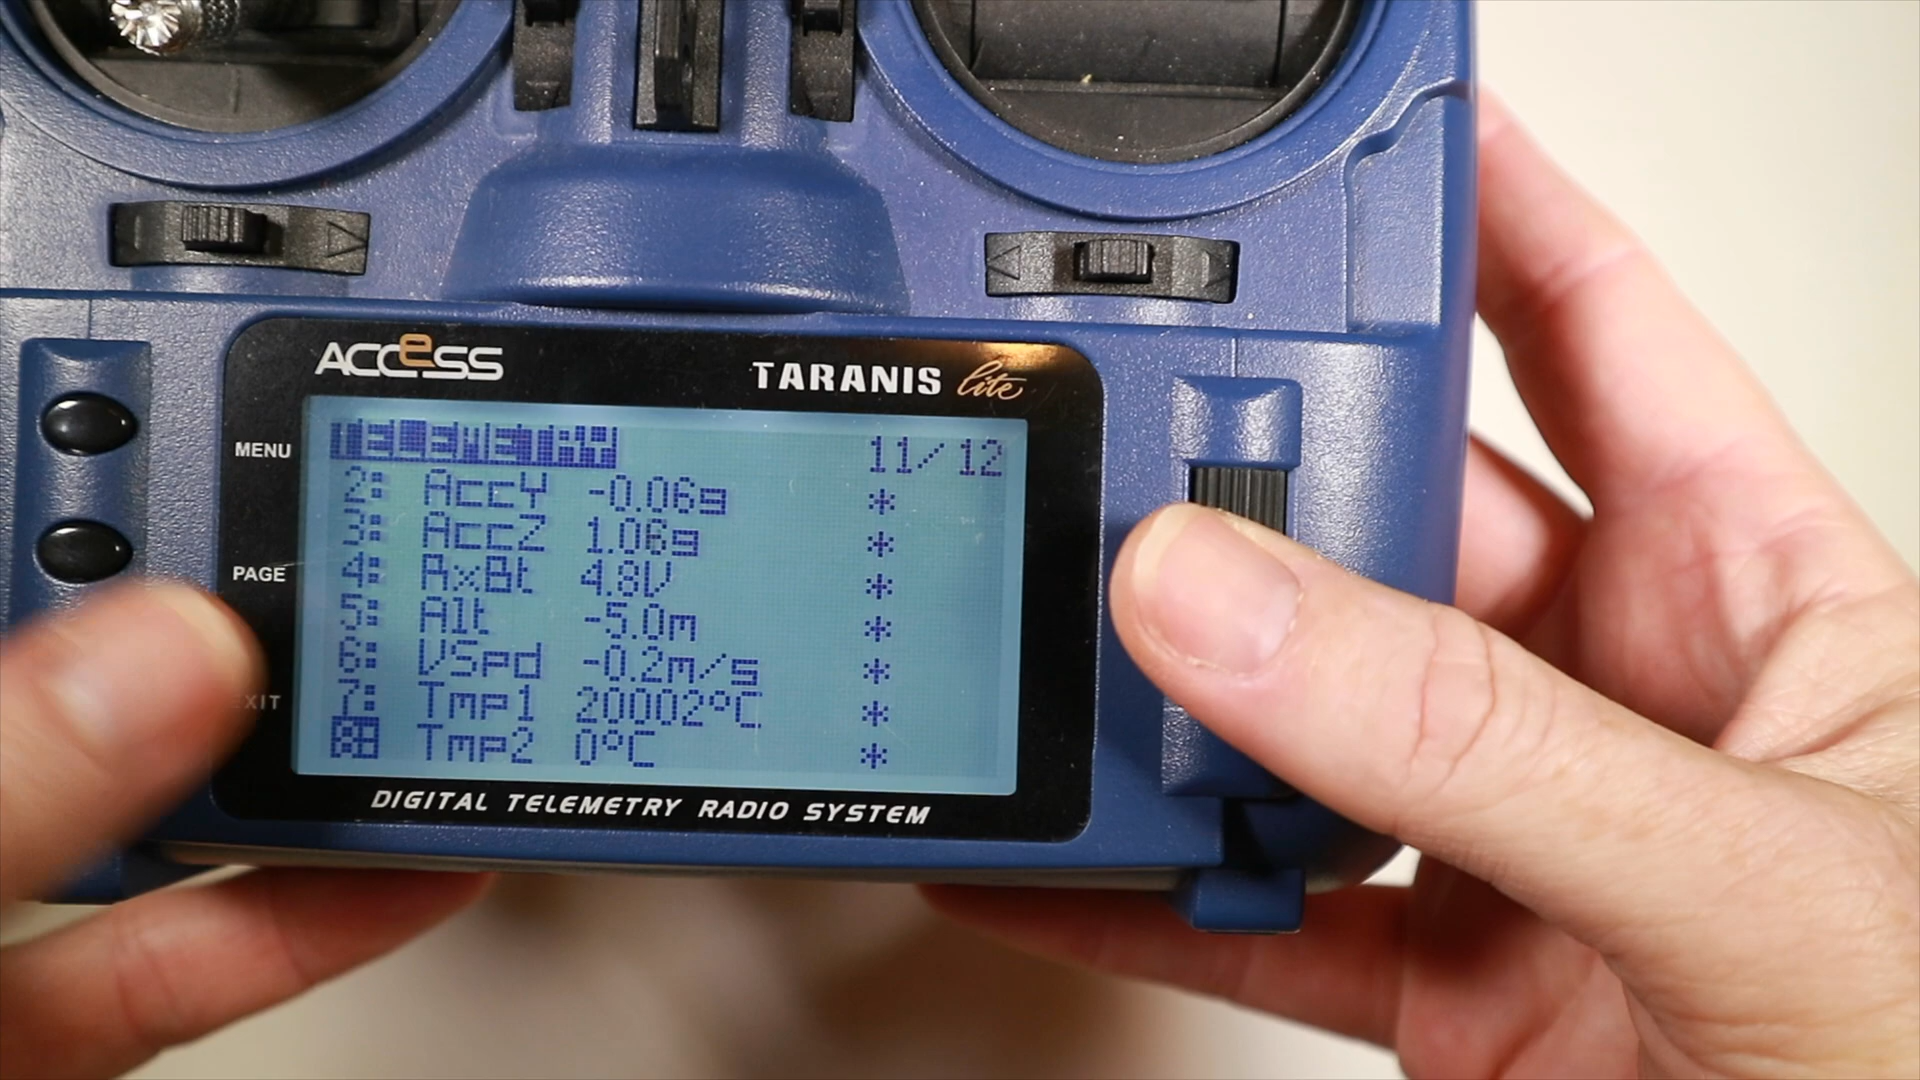 ACCeSS
TARANIS lite
MENU
PAGE
EXIT
TELEMETRY 11/12
2: AccY -0.06g *
3: AccZ 1.06g *
4: RxBt 4.8V *
5: Alt -5.0m *
6: VSpd -0.2m/s *
7: Tmp1 20002°C *
8: Tmp2 0°C *
DIGITAL TELEMETRY RADIO SYSTEM